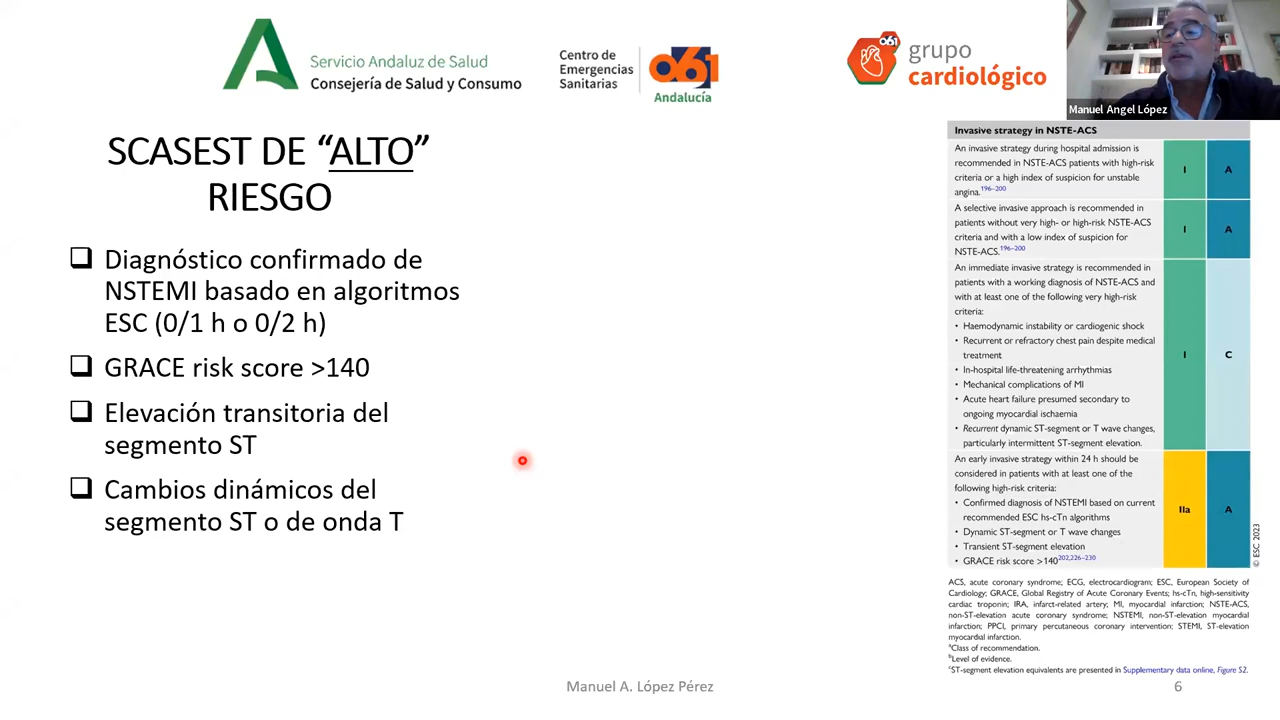 Servicio Andaluz de Salud
Consejería de Salud y Consumo
Centro de
Emergencias
Sanitarias
061
Andalucía
061
grupo
cardiológico
Manuel Angel López
SCASEST DE “ALTO”
RIESGO
Diagnóstico confirmado de
NSTEMI basado en algoritmos
ESC (0/1 h o 0/2 h)
GRACE risk score >140
Elevación transitoria del
segmento ST
Cambios dinámicos del
segmento ST o de onda T
Invasive strategy in NSTE-ACS
An invasive strategy during hospital admission is
recommended in NSTE-ACS patients with high-risk
criteria or a high index of suspicion for unstable
angina.196–200
I
A
A selective invasive approach is recommended in
patients without very high- or high-risk NSTE-ACS
criteria and with a low index of suspicion for
NSTE-ACS.196–200
I
A
An immediate invasive strategy is recommended in
patients with a working diagnosis of NSTE-ACS and
with at least one of the following very high-risk
criteria:
• Haemodynamic instability or cardiogenic shock
• Recurrent or refractory chest pain despite medical
treatment
• In-hospital life-threatening arrhythmias
• Mechanical complications of MI
• Acute heart failure presumed secondary to
ongoing myocardial ischaemia
• Recurrent dynamic ST-segment or T wave changes,
particularly intermittent ST-segment elevation.
I
C
An early invasive strategy within 24 h should be
considered in patients with at least one of the
following high-risk criteria:
• Confirmed diagnosis of NSTEMI based on current
recommended ESC hs-cTn algorithms
• Dynamic ST-segment or T wave changes
• Transient ST-segment elevation
• GRACE risk score >140202,226–230
IIa
A
© ESC 2023
ACS, acute coronary syndrome; ECG, electrocardiogram; ESC, European Society of
Cardiology; GRACE, Global Registry of Acute Coronary Events; hs-cTn, high-sensitivity
cardiac troponin; IRA, infarct-related artery; MI, myocardial infarction; NSTE-ACS,
non-ST-elevation acute coronary syndrome; NSTEMI, non-ST-elevation myocardial
infarction; PPCI, primary percutaneous coronary intervention; STEMI, ST-elevation
myocardial infarction.
aClass of recommendation.
bLevel of evidence.
cST-segment elevation equivalents are presented in Supplementary data online, Figure S2.
Manuel A. López Pérez
6